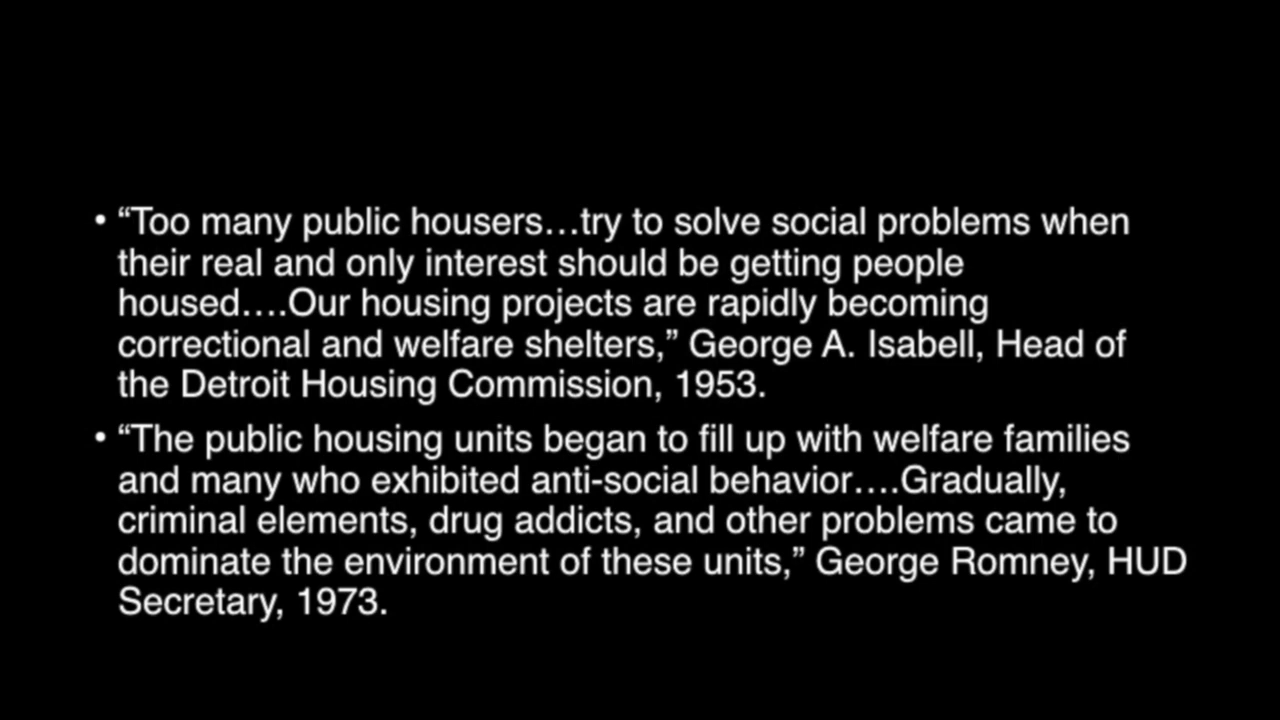 • “Too many public housers…try to solve social problems when
their real and only interest should be getting people
housed….Our housing projects are rapidly becoming
correctional and welfare shelters,” George A. Isabell, Head of
the Detroit Housing Commission, 1953.
• “The public housing units began to fill up with welfare families
and many who exhibited anti-social behavior….Gradually,
criminal elements, drug addicts, and other problems came to
dominate the environment of these units,” George Romney, HUD
Secretary, 1973.